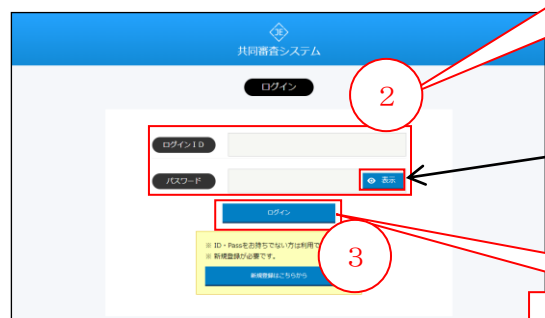 JE
共同審査システム
ログイン
②
ログインID
パスワード
表示
ログイン
③
※ ID・Passをお持ちでない方は利用で
※ 新規登録が必要です。
新規登録はこちらから